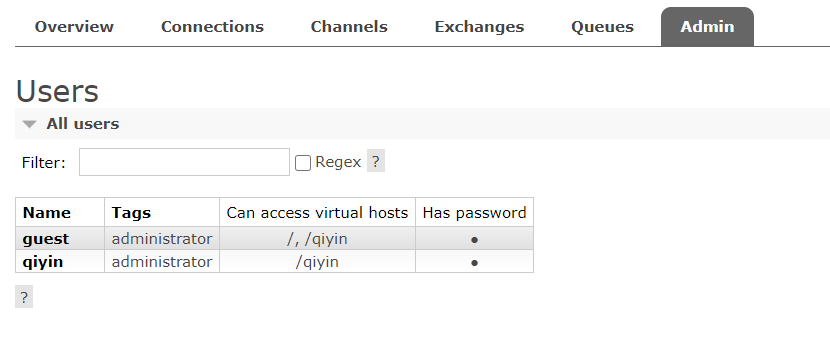 Overview Connections Channels Exchanges Queues Admin
Users
All users
Filter: Regex ?
Name Tags Can access virtual hosts Has password
guest administrator /, /qiyin ●
qiyin administrator /qiyin ●
?